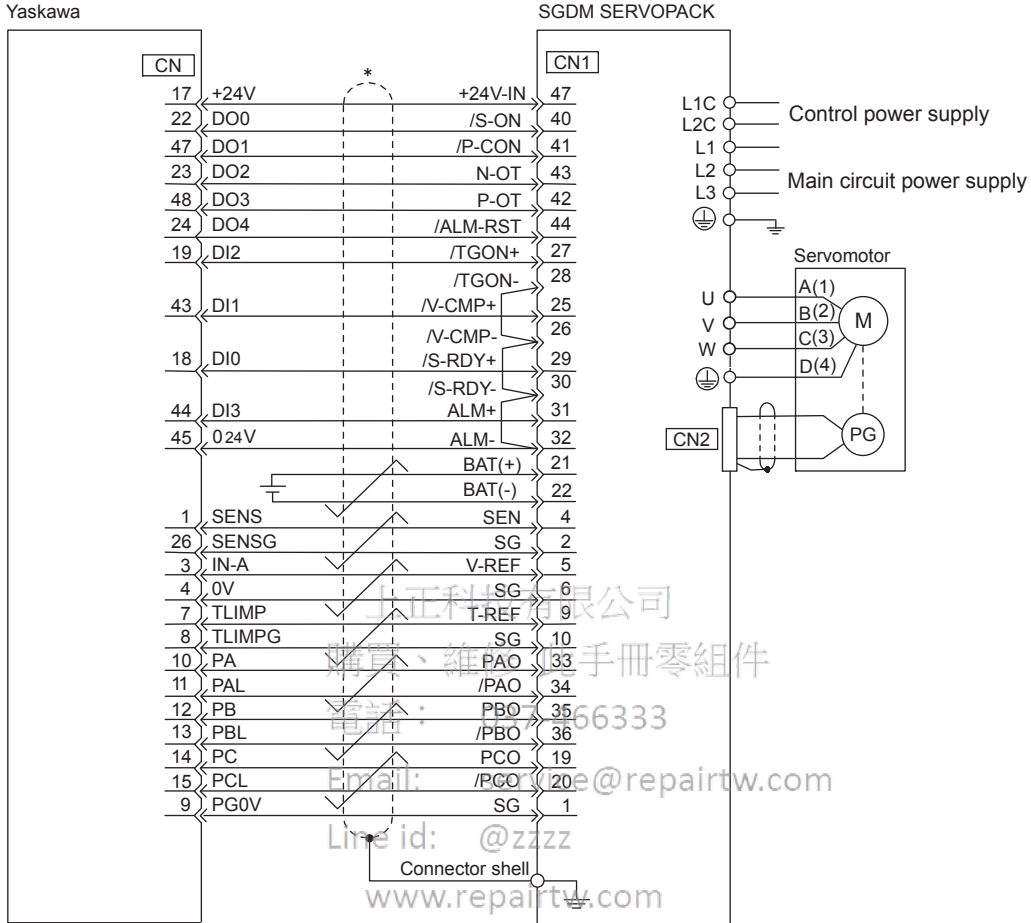 Yaskawa
SGDM SERVOPACK
CN
CN1
*
17 +24V +24V-IN 47
22 DO0 /S-ON 40
47 DO1 /P-CON 41
23 DO2 N-OT 43
48 DO3 P-OT 42
24 DO4 /ALM-RST 44
19 DI2 /TGON+ 27
/TGON- 28
43 DI1 /V-CMP+ 25
/V-CMP- 26
18 DI0 /S-RDY+ 29
/S-RDY- 30
44 DI3 ALM+ 31
45 024V ALM- 32
BAT(+) 21
BAT(-) 22
1 SENS SEN 4
26 SENSG SG 2
3 IN-A V-REF 5
4 0V SG 6
7 TLIMP T-REF 9
8 TLIMPG SG 10
10 PA PAO 33
11 PAL /PAO 34
12 PB PBO 35
13 PBL /PBO 36
14 PC PCO 19
15 PCL /PCO 20
9 PG0V SG 1
Connector shell
L1C
L2C
Control power supply
L1
L2
L3
Main circuit power supply
Servomotor
U A(1)
V B(2)
W C(3)
D(4)
M
CN2
PG
上正科技有限公司
購買、維修 此手冊零組件
電話： 037-466333
Email: service@repairtw.com
Line id: @zzzz
www.repairtw.com